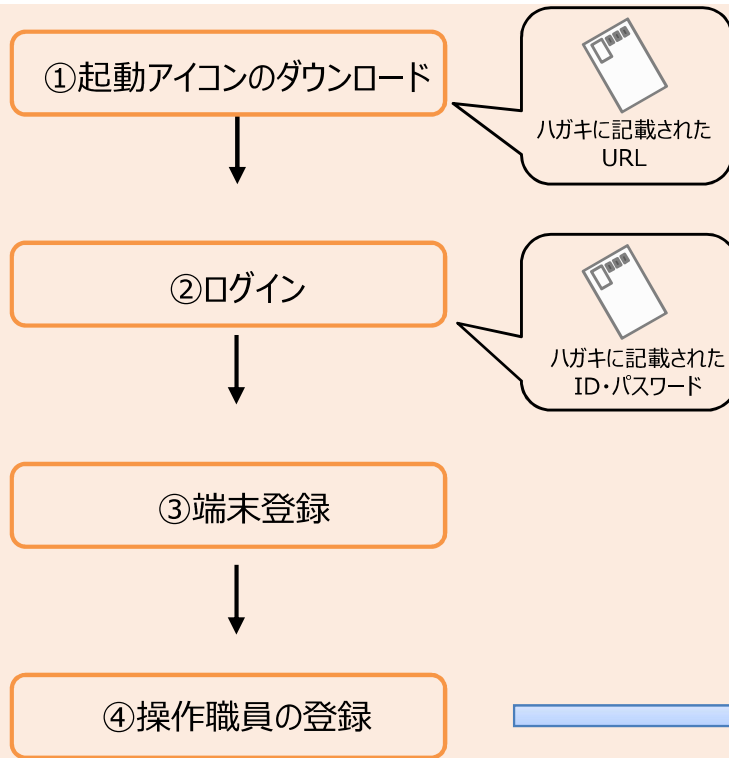 ①起動アイコンのダウンロード
ハガキに記載された
URL
②ログイン
ハガキに記載された
ID・パスワード
③端末登録
④操作職員の登録